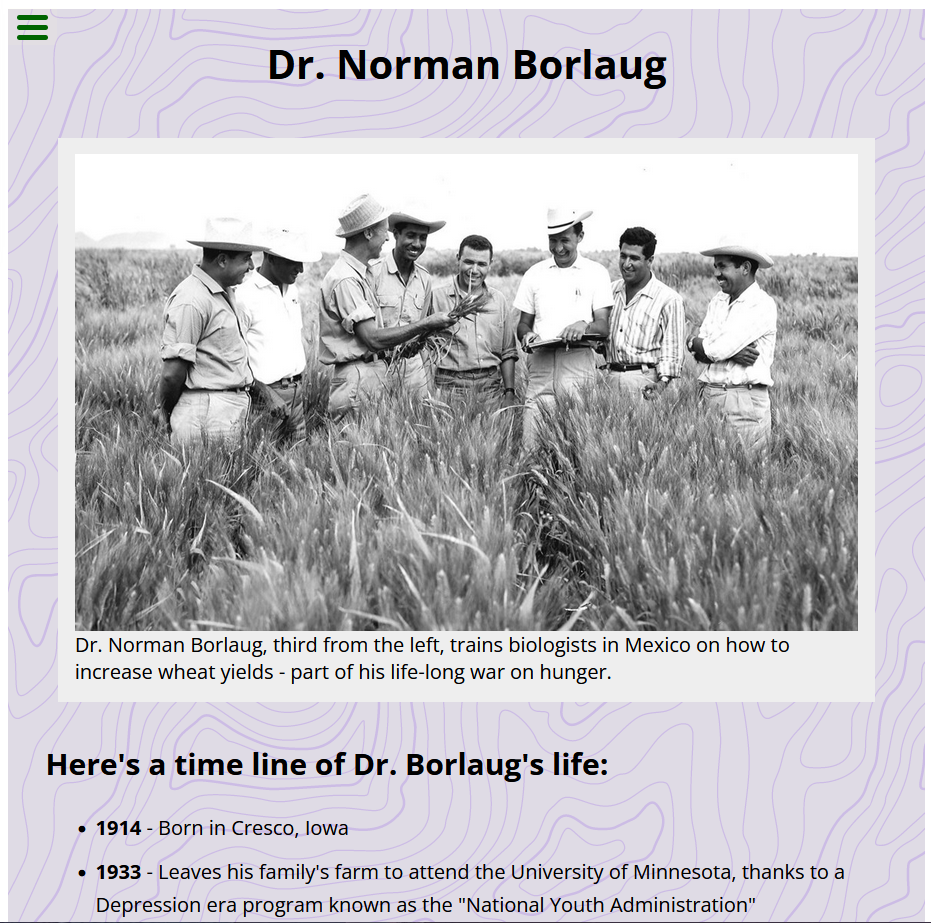 Dr. Norman Borlaug
Dr. Norman Borlaug, third from the left, trains biologists in Mexico on how to
increase wheat yields - part of his life-long war on hunger.
Here's a time line of Dr. Borlaug's life:
• 1914 - Born in Cresco, Iowa
• 1933 - Leaves his family's farm to attend the University of Minnesota, thanks to a
Depression era program known as the "National Youth Administration"